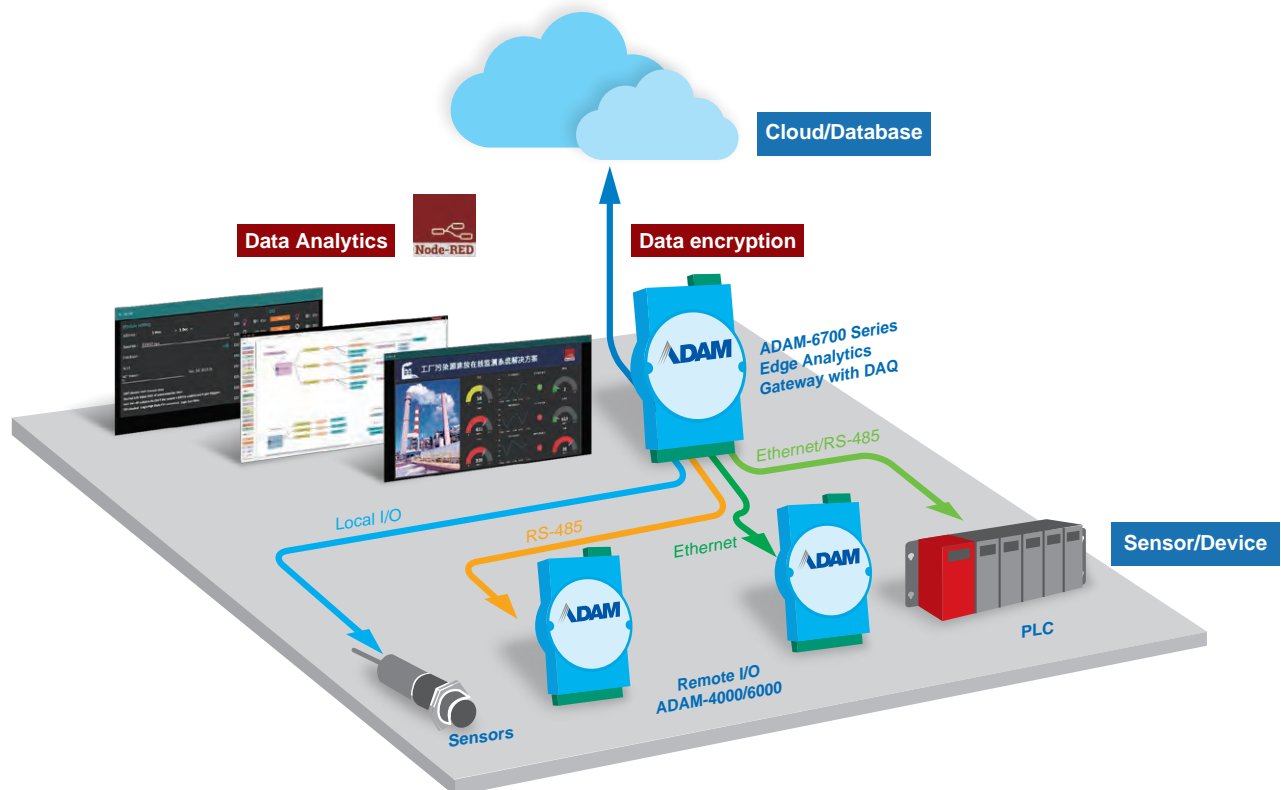 Cloud/Database
Data Analytics
Node-RED
Data encryption
ADAM
ADAM-6700 Series
Edge Analytics
Gateway with DAQ
工厂污染源排放在线监测系统解决方案
Ethernet/RS-485
Local I/O
RS-485
Ethernet
Sensor/Device
ADAM
ADAM
PLC
Remote I/O
ADAM-4000/6000
Sensors